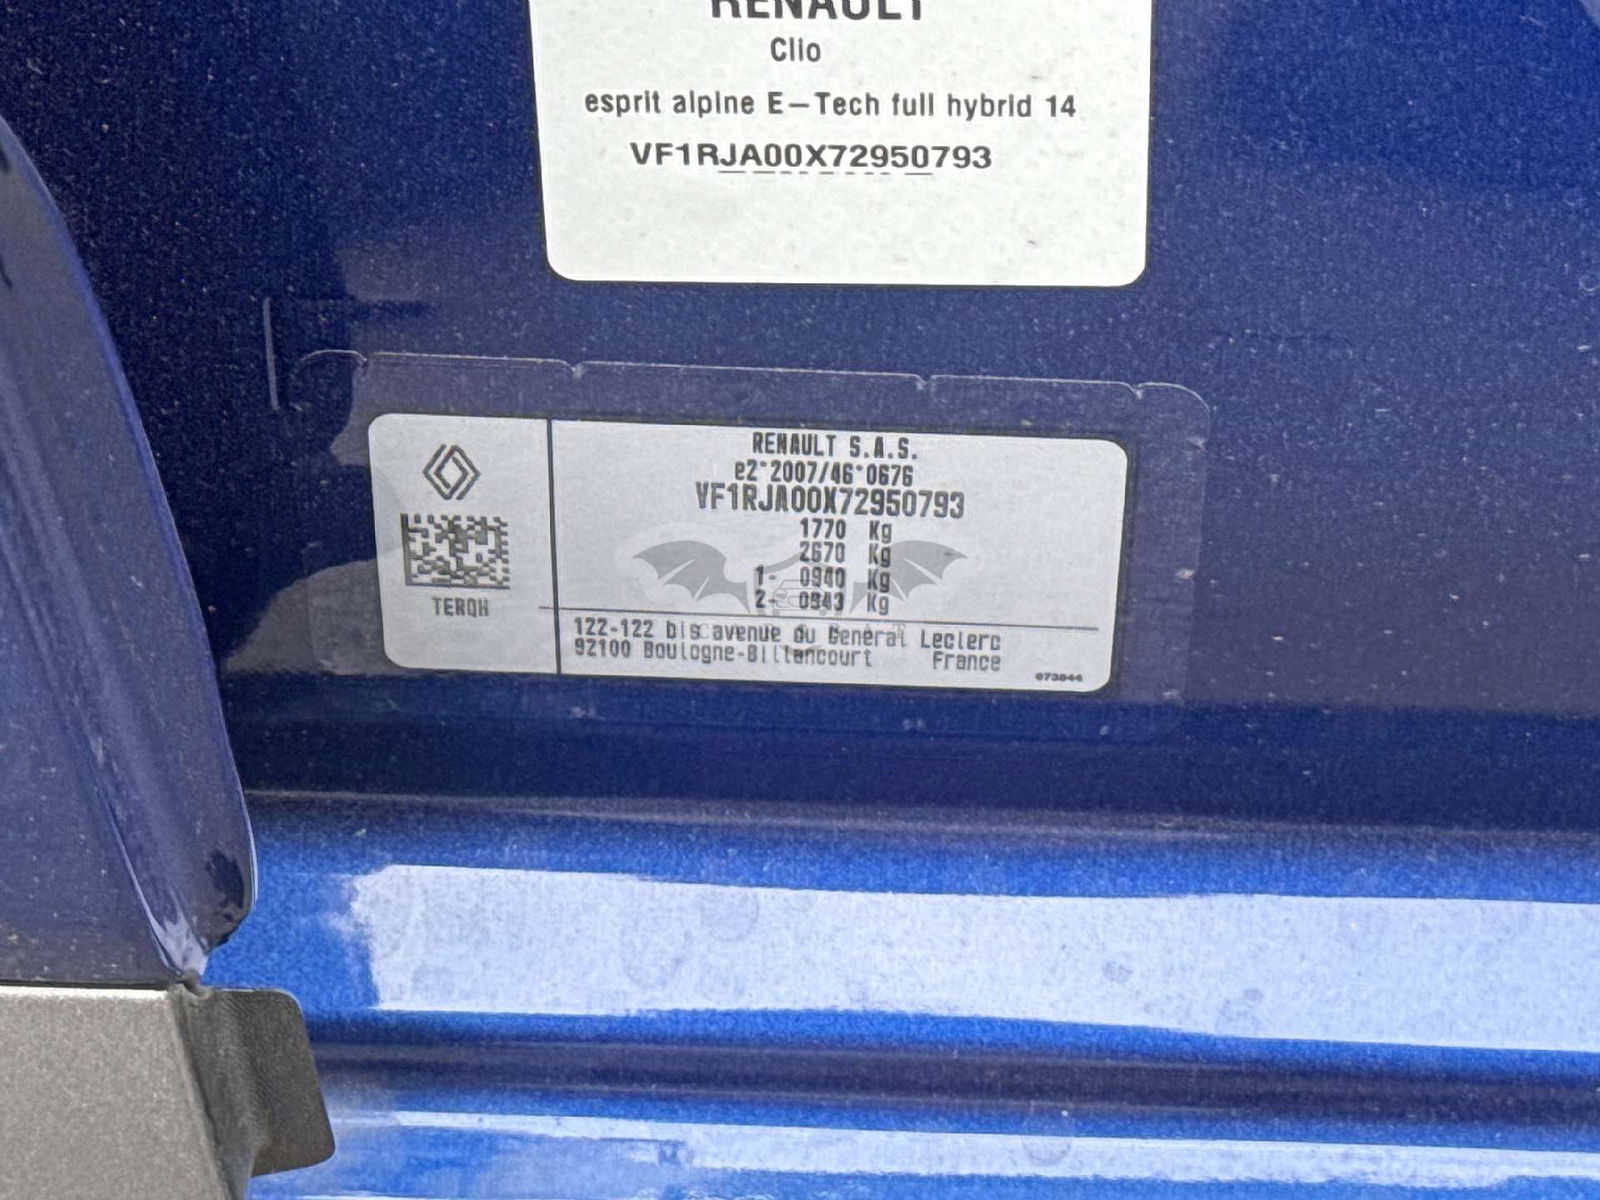 RENAULT
Clio
esprit alpine E-Tech full hybrid 14
VF1RJA00X72950793
RENAULT S.A.S.
e2*2007/46*0676
VF1RJA00X72950793
1770 Kg
2670 Kg
1- 0940 Kg
2- 0943 Kg
TERQH
122-122 bis avenue du Général Leclerc
92100 Boulogne-Billancourt France